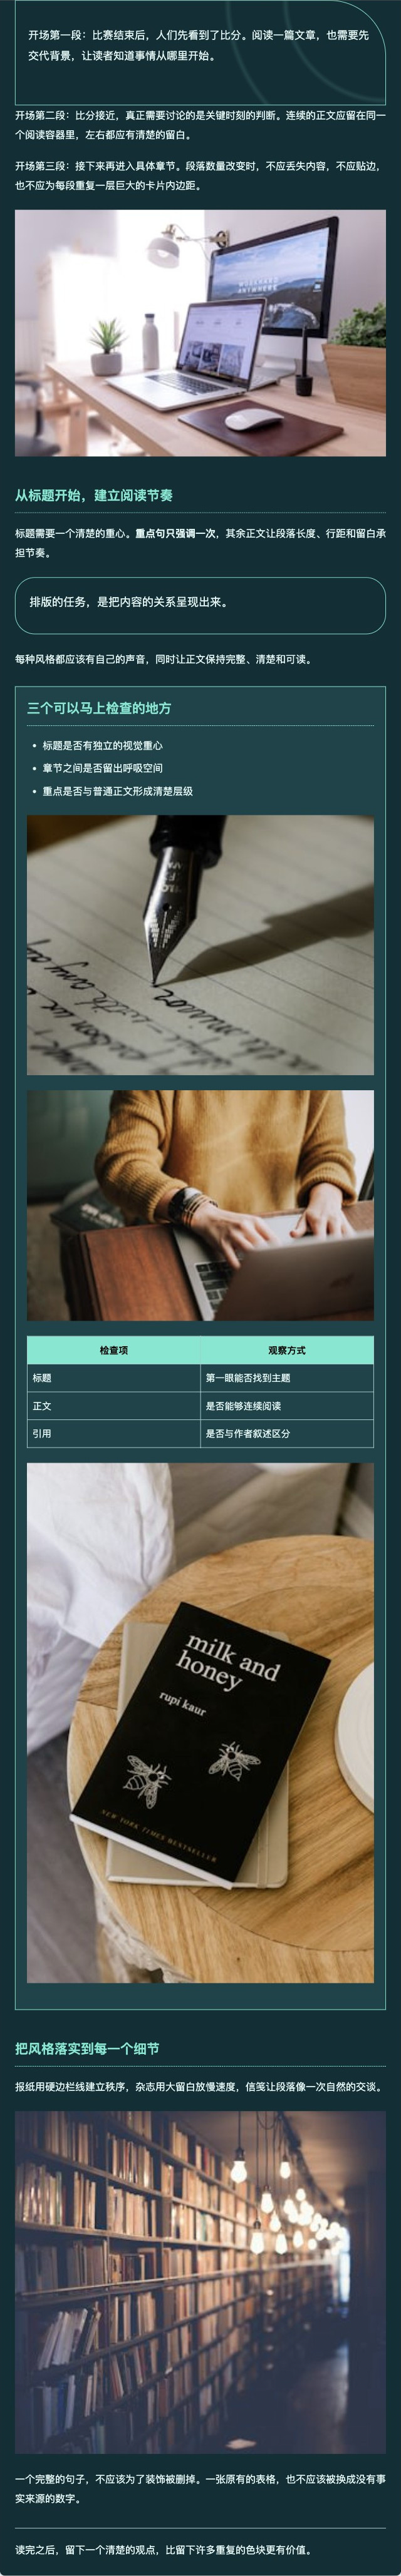 开场第一段：比赛结束后，人们先看到了比分。阅读一篇文章，也需要先
交代背景，让读者知道事情从哪里开始。
开场第二段：比分接近，真正需要讨论的是关键时刻的判断。连续的正文应留在同一
个阅读容器里，左右都应有清楚的留白。
开场第三段：接下来再进入具体章节。段落数量改变时，不应丢失内容，不应贴边，
也不应为每段重复一层巨大的卡片内边距。
从标题开始，建立阅读节奏
标题需要一个清楚的重心。重点句只强调一次，其余正文让段落长度、行距和留白承
担节奏。
排版的任务，是把内容的关系呈现出来。
每种风格都应该有自己的声音，同时让正文保持完整、清楚和可读。
三个可以马上检查的地方
• 标题是否有独立的视觉重心
• 章节之间是否留出呼吸空间
• 重点是否与普通正文形成清楚层级
检查项 观察方式
标题 第一眼能否找到主题
正文 是否能够连续阅读
引用 是否与作者叙述区分
milk and
honey
rupi kaur
NEW YORK TIMES BESTSELLER
把风格落实到每一个细节
报纸用硬边栏线建立秩序，杂志用大留白放慢速度，信笺让段落像一次自然的交谈。
一个完整的句子，不应该为了装饰被删掉。一张原有的表格，也不应该被换成没有事
实来源的数字。
读完之后，留下一个清楚的观点，比留下许多重复的色块更有价值。